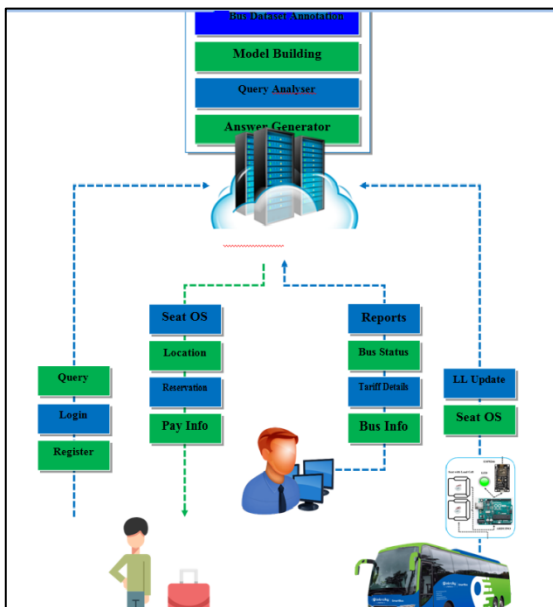 Bus Dataset Annotation
Model Building
Query Analyser
Answer Generator
Seat OS
Location
Reservation
Pay Info
Reports
Bus Status
Tariff Details
Bus Info
Query
Login
Register
LL Update
Seat OS